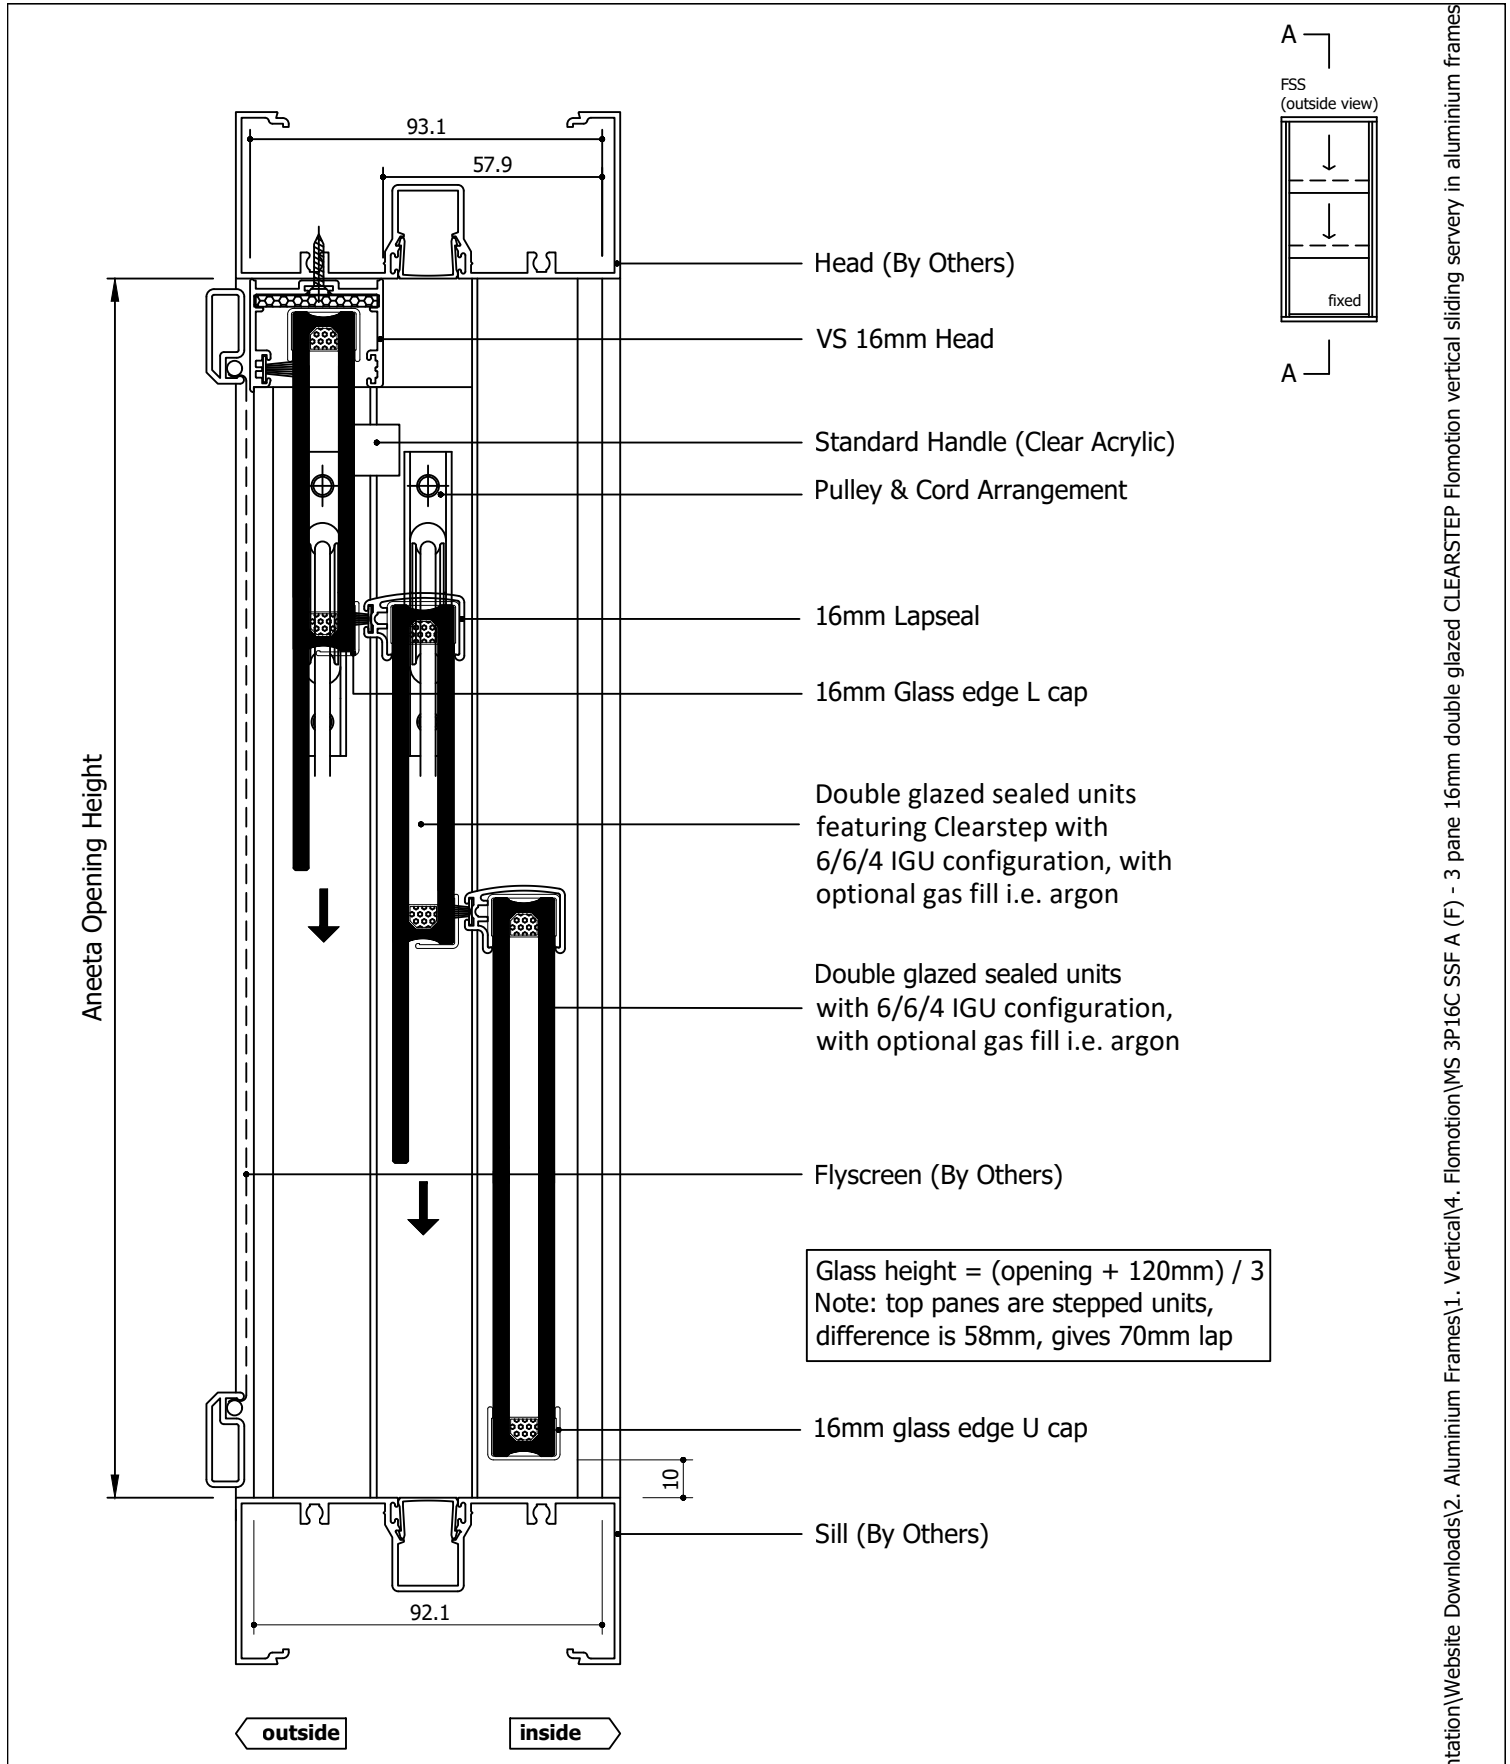 A
FSS
(outside view)
fixed
A
93.1
57.9
Head (By Others)
VS 16mm Head
Standard Handle (Clear Acrylic)
Pulley & Cord Arrangement
16mm Lapseal
16mm Glass edge L cap
Double glazed sealed units
featuring Clearstep with
6/6/4 IGU configuration, with
optional gas fill i.e. argon
Double glazed sealed units
with 6/6/4 IGU configuration,
with optional gas fill i.e. argon
Aneeta Opening Height
Flyscreen (By Others)
Glass height = (opening + 120mm) / 3
Note: top panes are stepped units,
difference is 58mm, gives 70mm lap
16mm glass edge U cap
10
Sill (By Others)
92.1
outside
inside
ntation\Website Downloads\2. Aluminium Frames\1. Vertical\4. Flomotion\MS 3P16C SSF A (F) - 3 pane 16mm double glazed CLEARSTEP Flomotion vertical sliding servery in aluminium frames